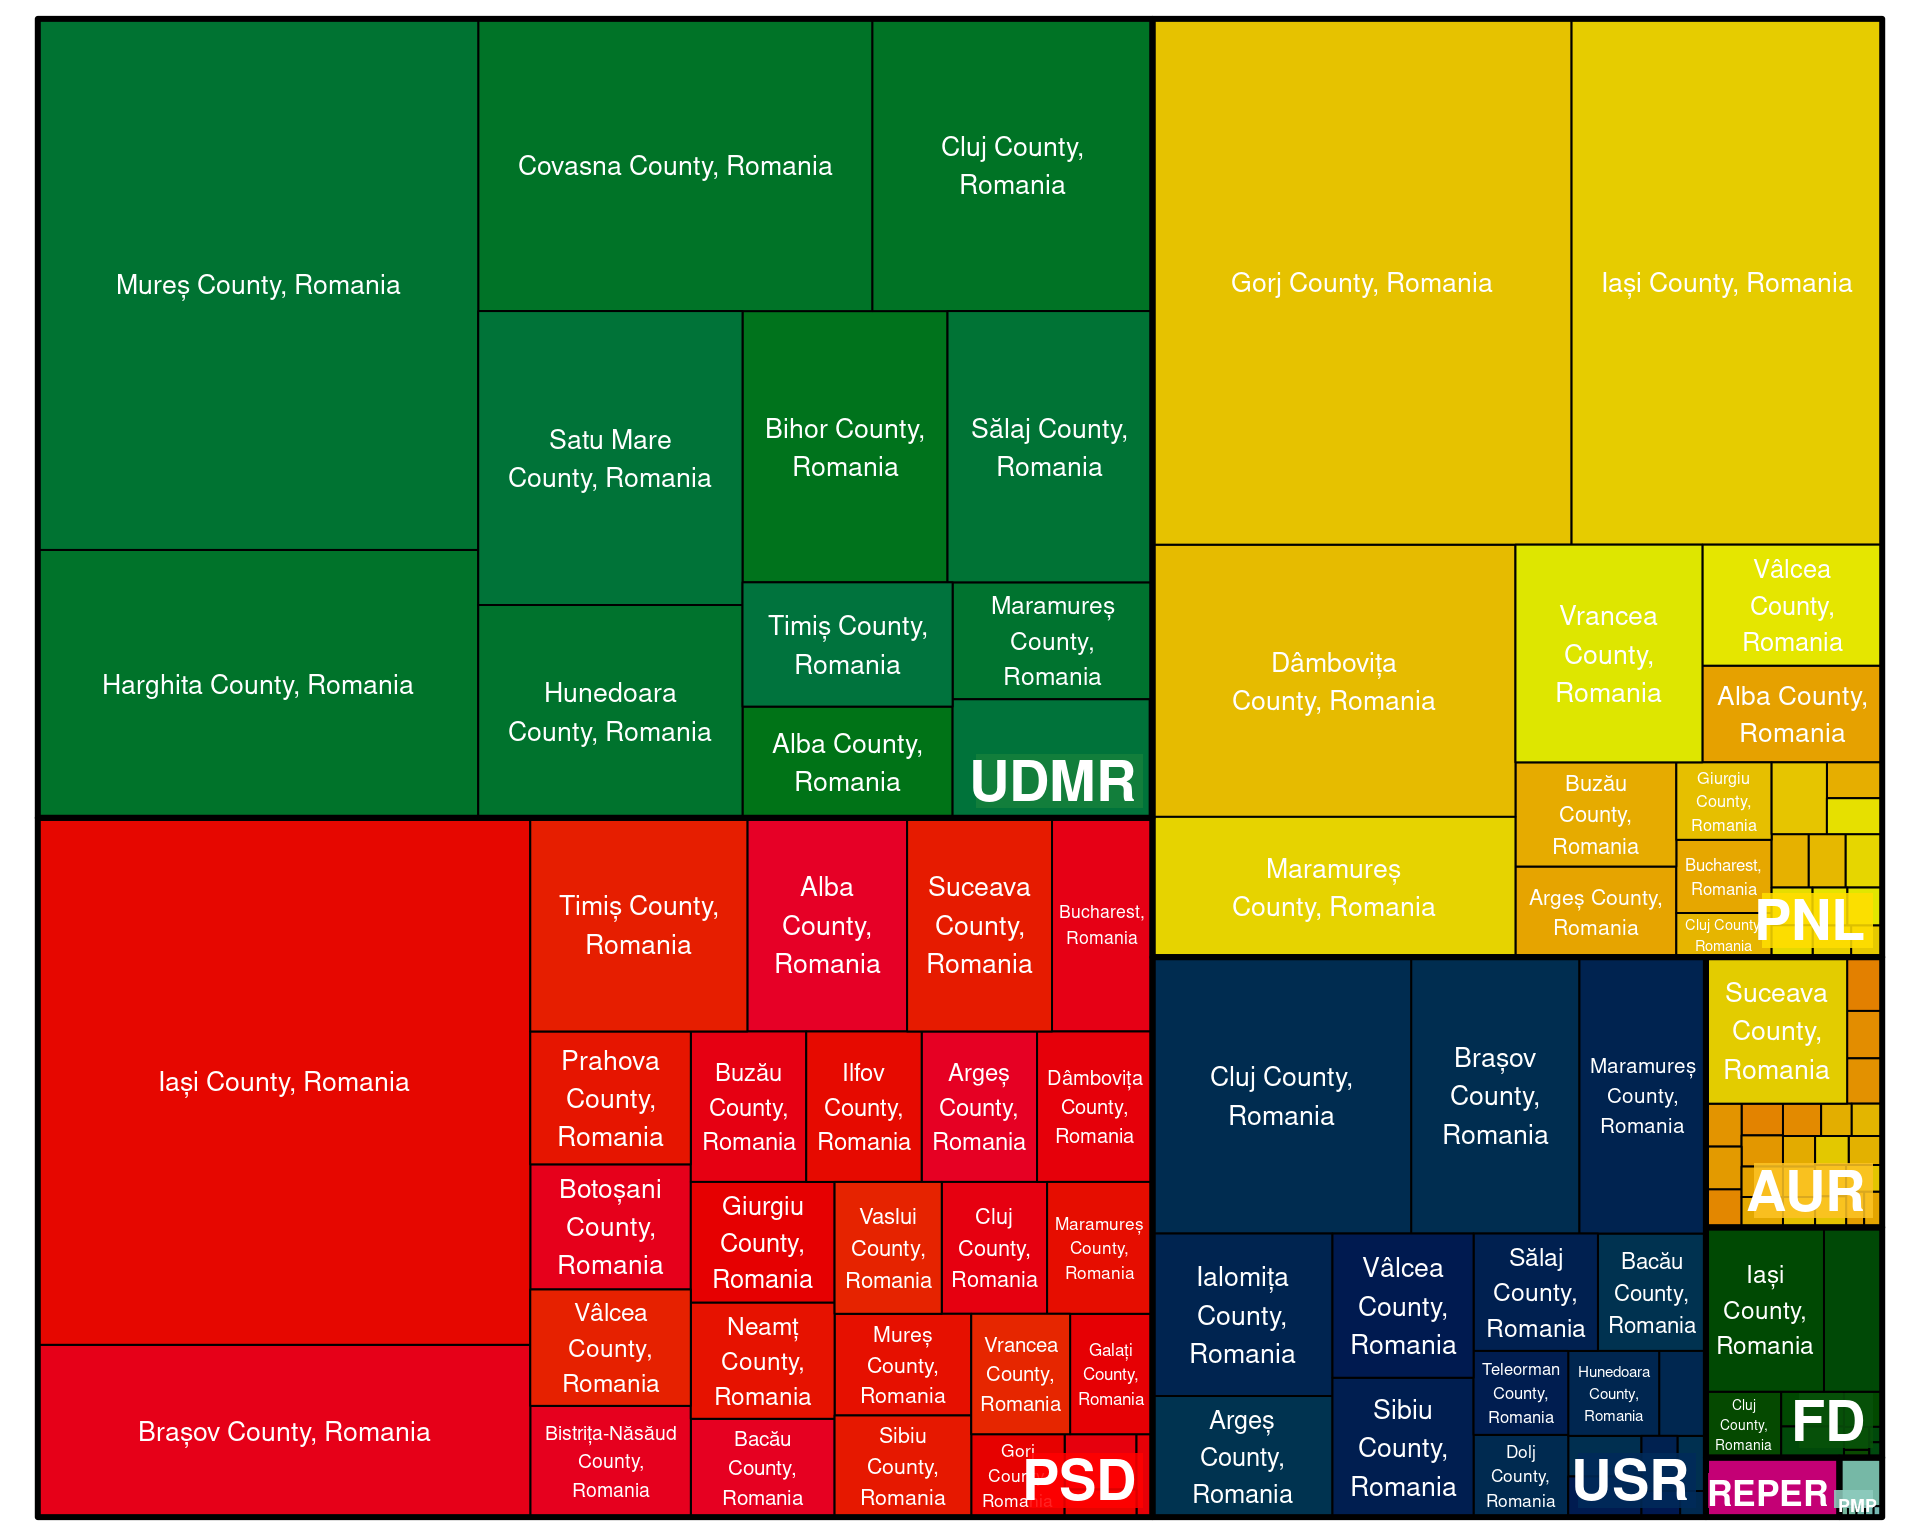 Mureș County, Romania
Covasna County, Romania
Cluj County,
Romania
Harghita County, Romania
Satu Mare
County, Romania
Bihor County,
Romania
Sălaj County,
Romania
Hunedoara
County, Romania
Timiș County,
Romania
Maramureș
County,
Romania
Alba County,
Romania
UDMR
Gorj County, Romania
Iași County, Romania
Dâmbovița
County, Romania
Maramureș
County, Romania
Vrancea
County,
Romania
Vâlcea
County,
Romania
Alba County,
Romania
Buzău
County,
Romania
Argeș County,
Romania
Giurgiu
County,
Romania
Bucharest,
Romania
Cluj County,
Romania
PNL
Iași County, Romania
Brașov County, Romania
Timiș County,
Romania
Alba
County,
Romania
Suceava
County,
Romania
Bucharest,
Romania
Prahova
County,
Romania
Buzău
County,
Romania
Ilfov
County,
Romania
Argeș
County,
Romania
Dâmbovița
County,
Romania
Botoșani
County,
Romania
Giurgiu
County,
Romania
Vaslui
County,
Romania
Cluj
County,
Romania
Maramureș
County,
Romania
Vâlcea
County,
Romania
Neamț
County,
Romania
Mureș
County,
Romania
Vrancea
County,
Romania
Galați
County,
Romania
Bistrița-Năsăud
County,
Romania
Bacău
County,
Romania
Sibiu
County,
Romania
Gorj
County,
Romania
PSD
Cluj County,
Romania
Brașov
County,
Romania
Maramureș
County,
Romania
Ialomița
County,
Romania
Vâlcea
County,
Romania
Sălaj
County,
Romania
Bacău
County,
Romania
Argeș
County,
Romania
Sibiu
County,
Romania
Teleorman
County,
Romania
Hunedoara
County,
Romania
Dolj
County,
Romania
USR
Suceava
County,
Romania
AUR
Iași
County,
Romania
Cluj
County,
Romania
FD
REPER
PMP